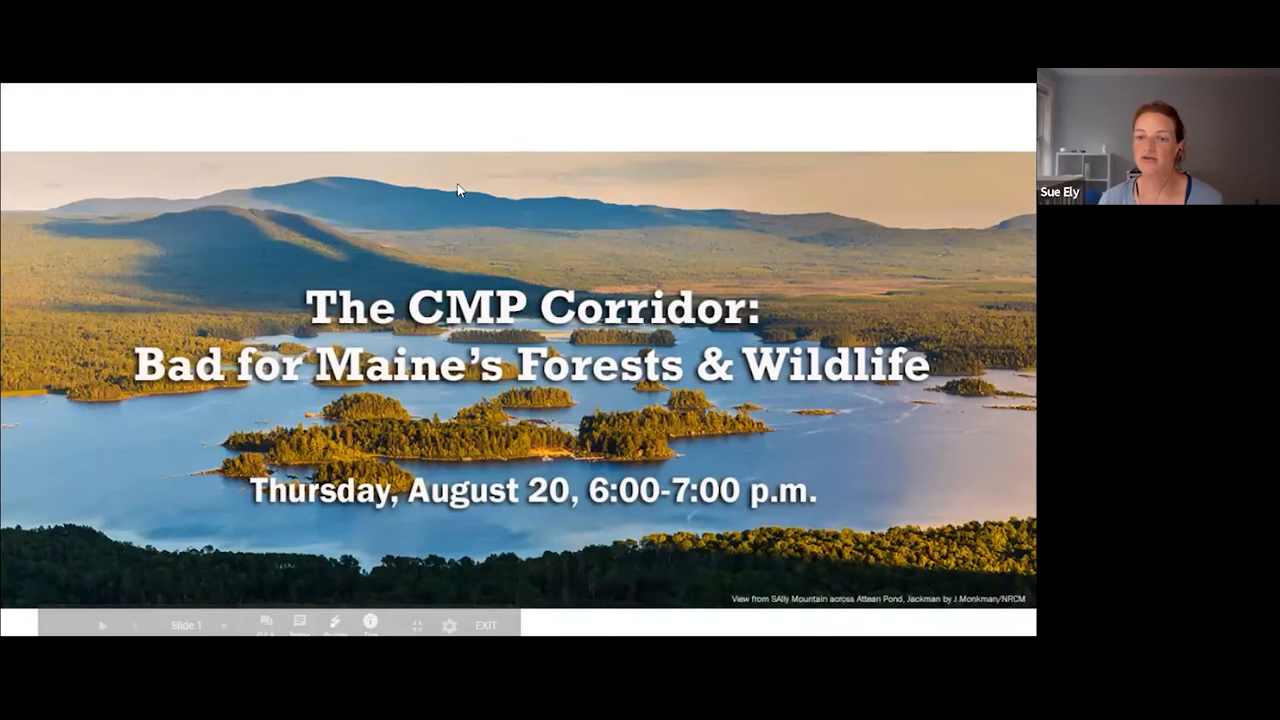 The CMP Corridor:
Bad for Maine's Forests & Wildlife
Thursday, August 20, 6:00-7:00 p.m.
View from SAlly Mountain across Attean Pond, Jackman by J.Monkman/NRCM
Slide 1
EXIT
Sue Ely